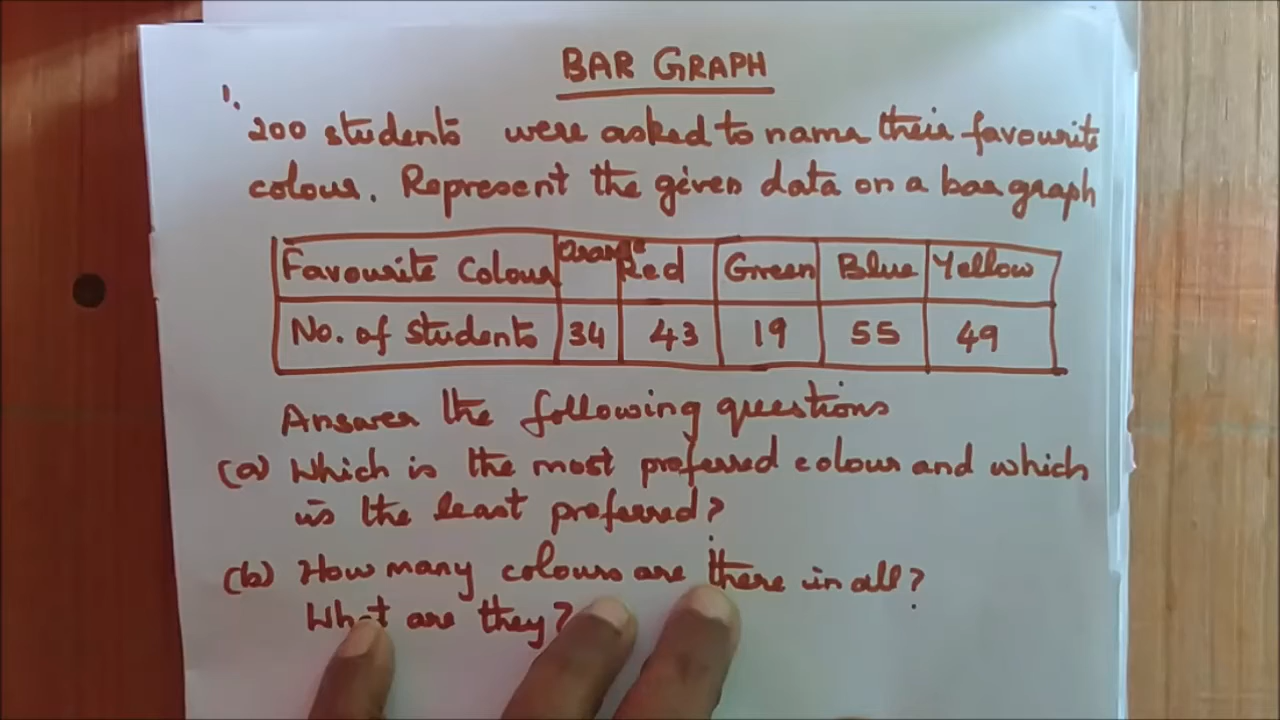 BAR GRAPH
1.
200 students were asked to name their favourite
colour. Represent the given data on a bar graph
Favourite Colour Orange Red Green Blue Yellow
No. of students 34 43 19 55 49
Answer the following questions
(a) Which is the most preferred colour and which
is the least preferred?
(b) How many colours are there in all?
What are they?